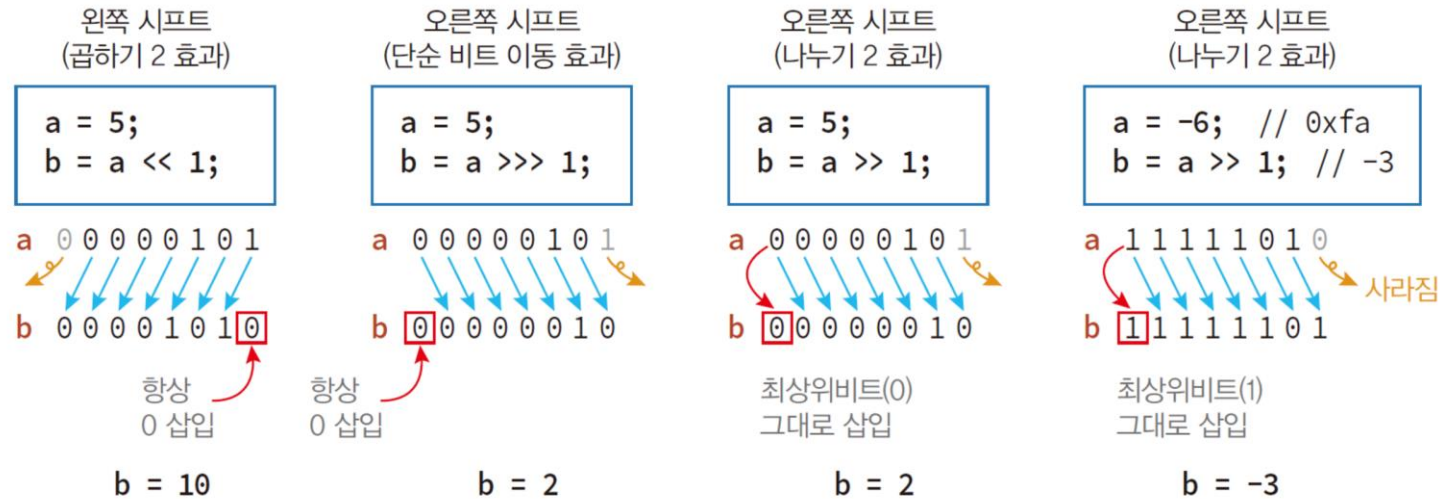 왼쪽 시프트
(곱하기 2 효과)
a = 5;
b = a << 1;
a 0 0 0 0 0 1 0 1
b 0 0 0 0 1 0 1 0
항상
0 삽입
b = 10
오른쪽 시프트
(단순 비트 이동 효과)
a = 5;
b = a >>> 1;
a 0 0 0 0 0 1 0 1
b 0 0 0 0 0 0 1 0
항상
0 삽입
b = 2
오른쪽 시프트
(나누기 2 효과)
a = 5;
b = a >> 1;
a 0 0 0 0 0 1 0 1
b 0 0 0 0 0 0 1 0
최상위비트(0)
그대로 삽입
b = 2
오른쪽 시프트
(나누기 2 효과)
a = -6; // 0xfa
b = a >> 1; // -3
a 1 1 1 1 1 0 1 0
사라짐
b 1 1 1 1 1 1 0 1
최상위비트(1)
그대로 삽입
b = -3